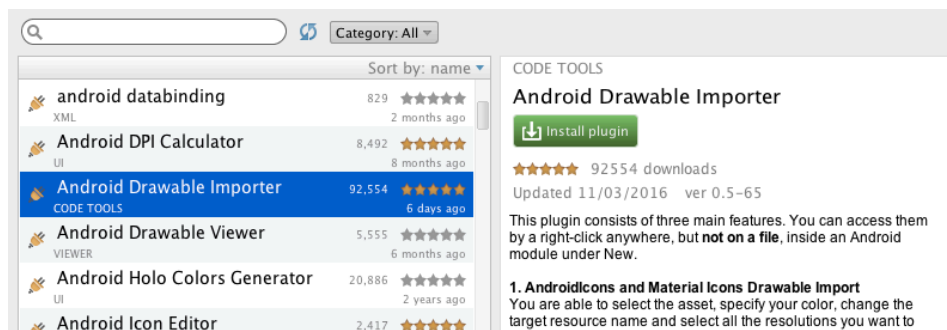 Category: All
Sort by: name
android databinding 829
XML 2 months ago
Android DPI Calculator 8,492
UI 8 months ago
Android Drawable Importer 92,554
CODE TOOLS 6 days ago
Android Drawable Viewer 5,555
VIEWER 6 months ago
Android Holo Colors Generator 20,886
UI 2 years ago
Android Icon Editor 2,417
CODE TOOLS
Android Drawable Importer
Install plugin
92554 downloads
Updated 11/03/2016 ver 0.5-65
This plugin consists of three main features. You can access them
by a right-click anywhere, but not on a file, inside an Android
module under New.
1. AndroidIcons and Material Icons Drawable Import
You are able to select the asset, specify your color, change the
target resource name and select all the resolutions you want to